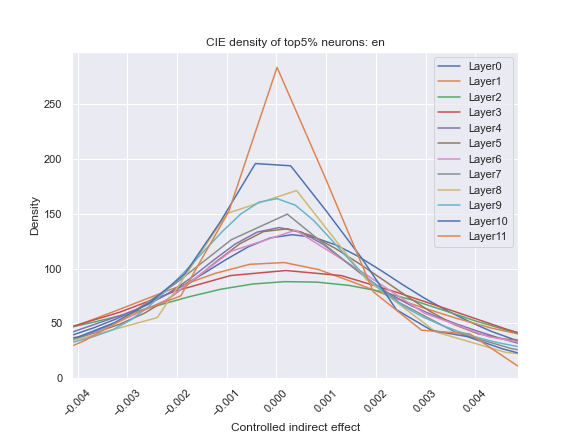 CIE density of top5% neurons: en
Density
250
200
150
100
50
0
−0.004
−0.003
−0.002
−0.001
0.000
0.001
0.002
0.003
0.004
Controlled indirect effect
Layer0
Layer1
Layer2
Layer3
Layer4
Layer5
Layer6
Layer7
Layer8
Layer9
Layer10
Layer11